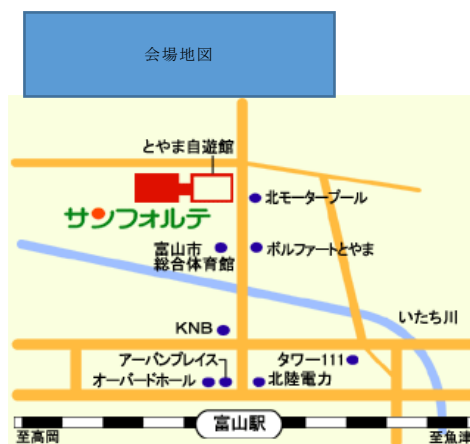 会場地図
とやま自遊館
北モータープール
サンフォルテ
富山市
総合体育館
ボルファートとやま
いたち川
KNB
アーバンプレイス
タワー111
オーバードホール
北陸電力
富山駅
至高岡
至魚津